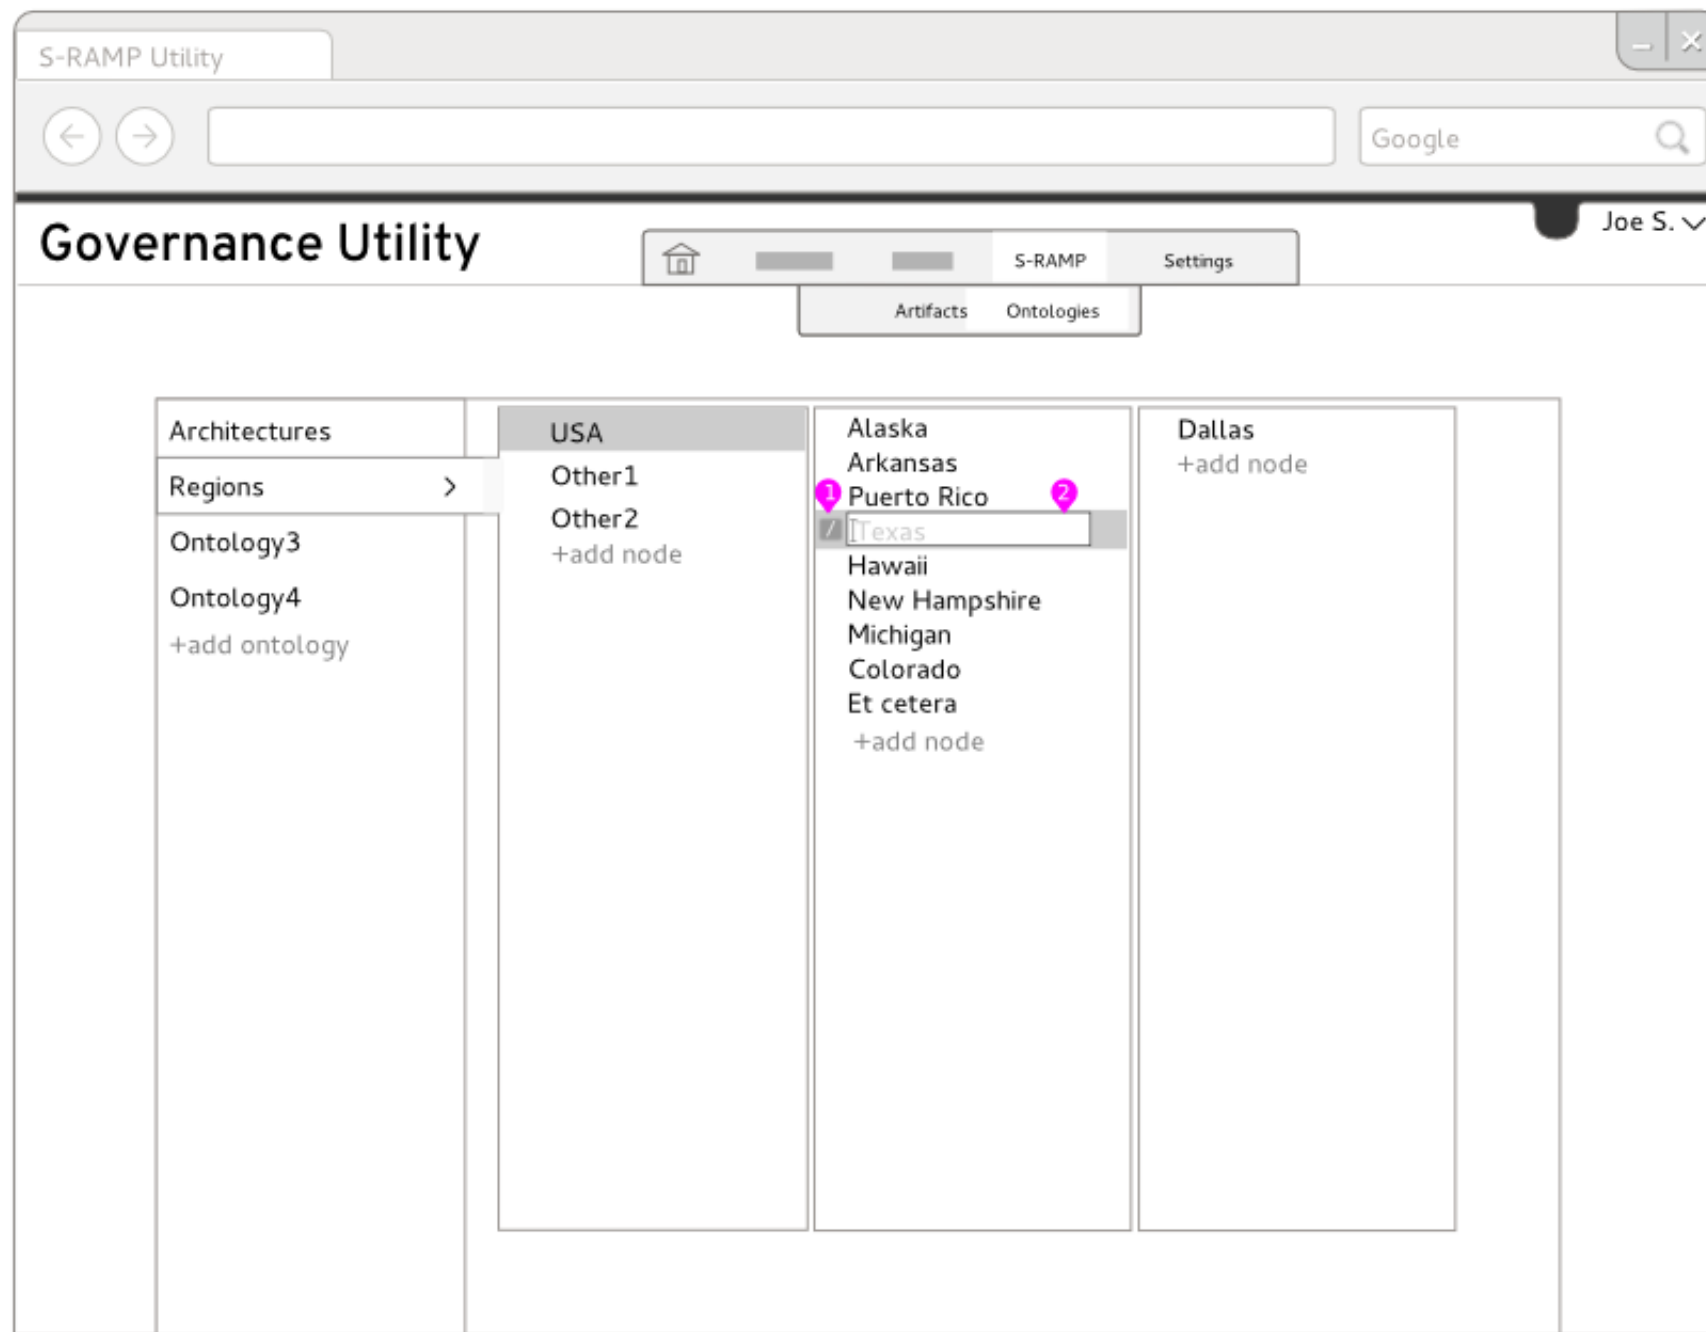 S-RAMP Utility
Google
Governance Utility
S-RAMP
Settings
Joe S.
Artifacts
Ontologies
Architectures
Regions
Ontology3
Ontology4
+add ontology
USA
Other1
Other2
+add node
Alaska
Arkansas
1
Puerto Rico
2
Texas
Hawaii
New Hampshire
Michigan
Colorado
Et cetera
+add node
Dallas
+add node